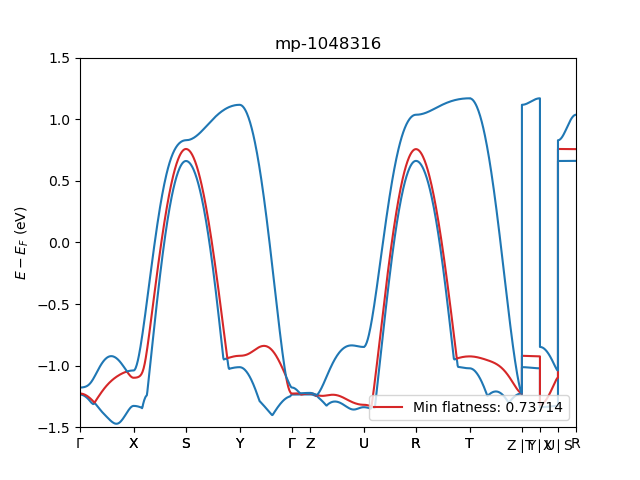 mp-1048316
1.5
1.0
0.5
0.0
−0.5
−1.0
−1.5
E − E_F (eV)
Min flatness: 0.73714
Γ X S Y Γ Z U R T Z | T Y | X U | S R